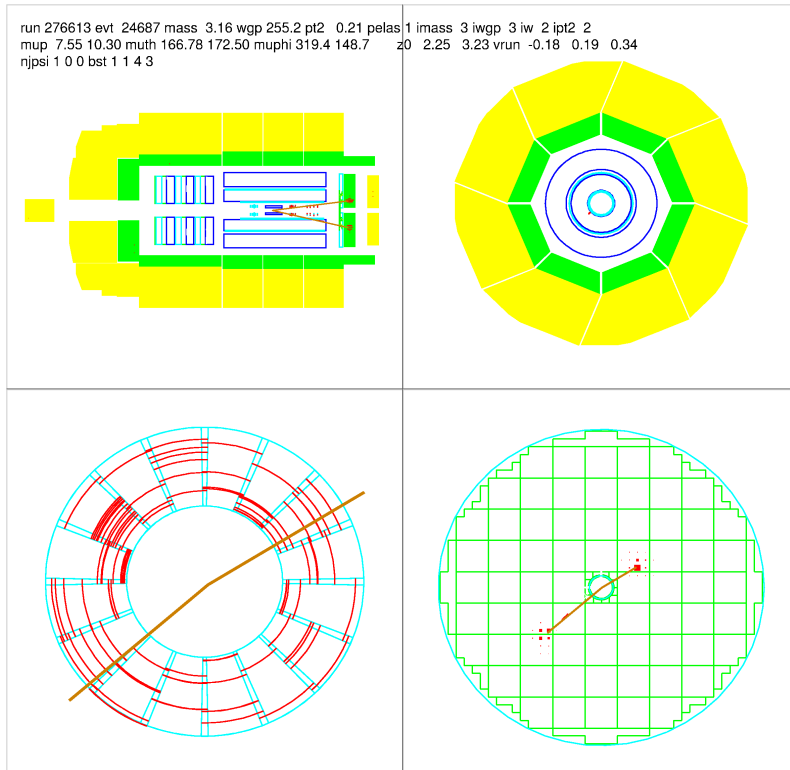 run 276613 evt 24687 mass 3.16 wgp 255.2 pt2 0.21 pelas 1 imass 3 iwgp 3 iw 2 ipt2 2
mup 7.55 10.30 muth 166.78 172.50 muphi 319.4 148.7 z0 2.25 3.23 vrun -0.18 0.19 0.34
njpsi 1 0 0 bst 1 1 4 3